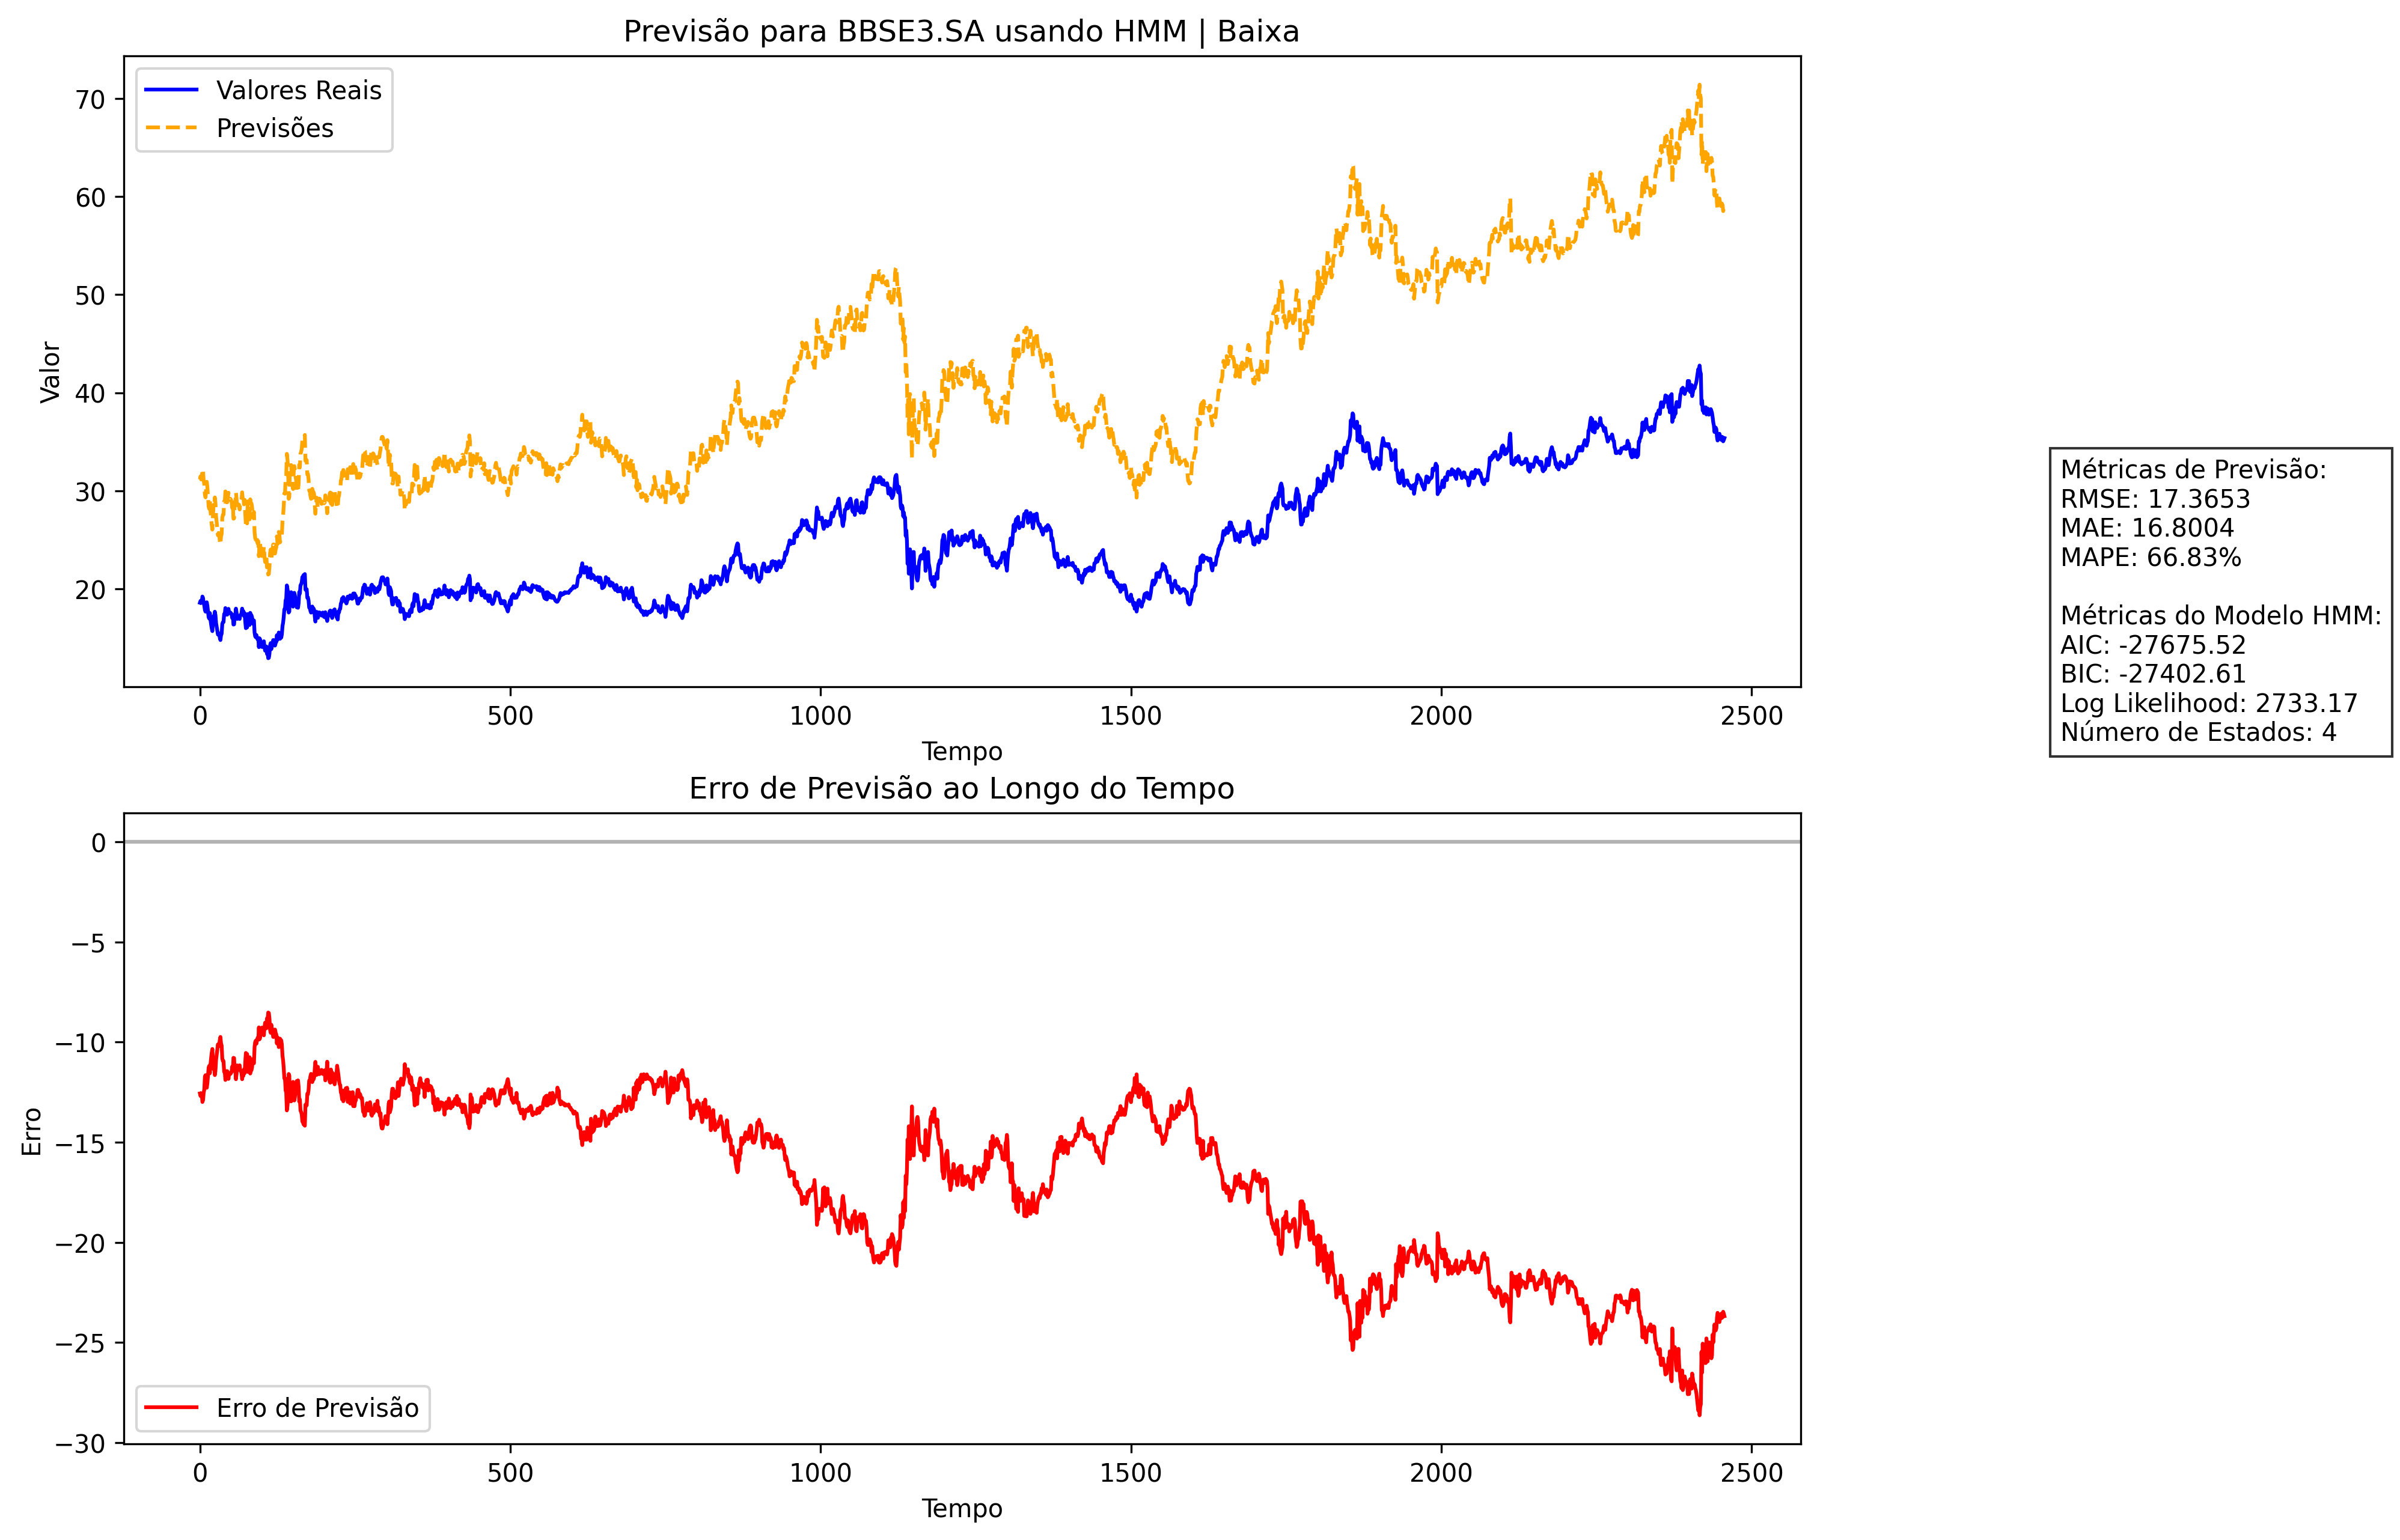 Previsão para BBSE3.SA usando HMM | Baixa
Valores Reais
Previsões
70
60
50
40
30
20
Valor
0
500
1000
1500
2000
2500
Tempo
Métricas de Previsão:
RMSE: 17.3653
MAE: 16.8004
MAPE: 66.83%
Métricas do Modelo HMM:
AIC: -27675.52
BIC: -27402.61
Log Likelihood: 2733.17
Número de Estados: 4
Erro de Previsão ao Longo do Tempo
0
−5
−10
−15
−20
−25
−30
Erro
Erro de Previsão
0
500
1000
1500
2000
2500
Tempo